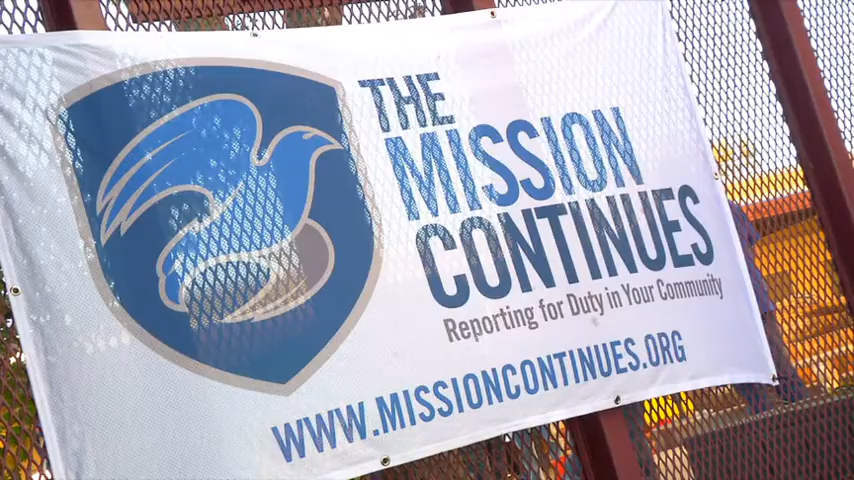 THE
MISSION
CONTINUES
Reporting for Duty in Your Community
WWW.MISSIONCONTINUES.ORG